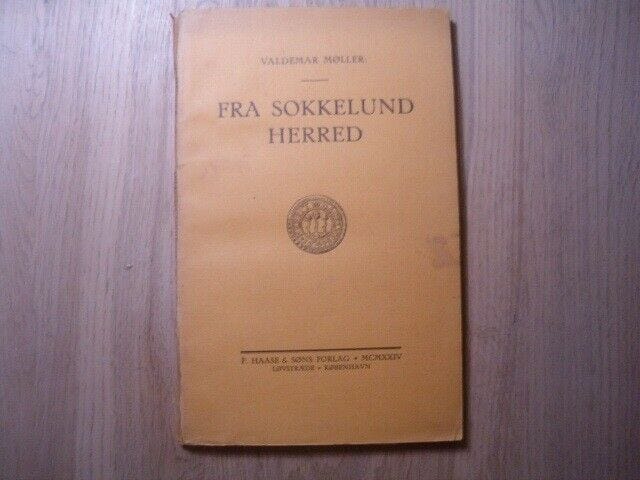 VALDEMAR MØLLER
FRA SOKKELUND
HERRED
P. HAASE & SØNS FORLAG • MCMXXIV
LØVSTRÆDE • KØBENHAVN